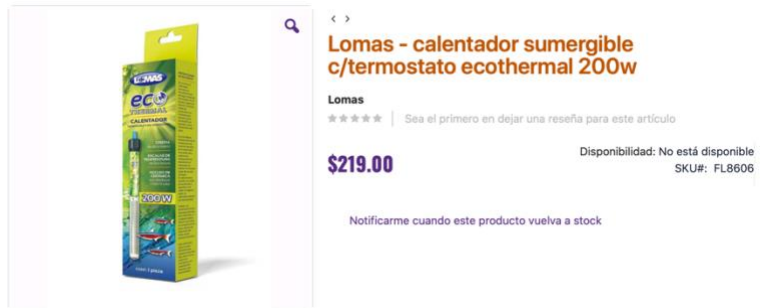 Lomas - calentador sumergible
c/termostato ecothermal 200w
Lomas
Sea el primero en dejar una reseña para este artículo
$219.00
Disponibilidad: No está disponible
SKU#: FL8606
Notificarme cuando este producto vuelva a stock
LOMAS
eco
THERMAL
CALENTADOR
200 W